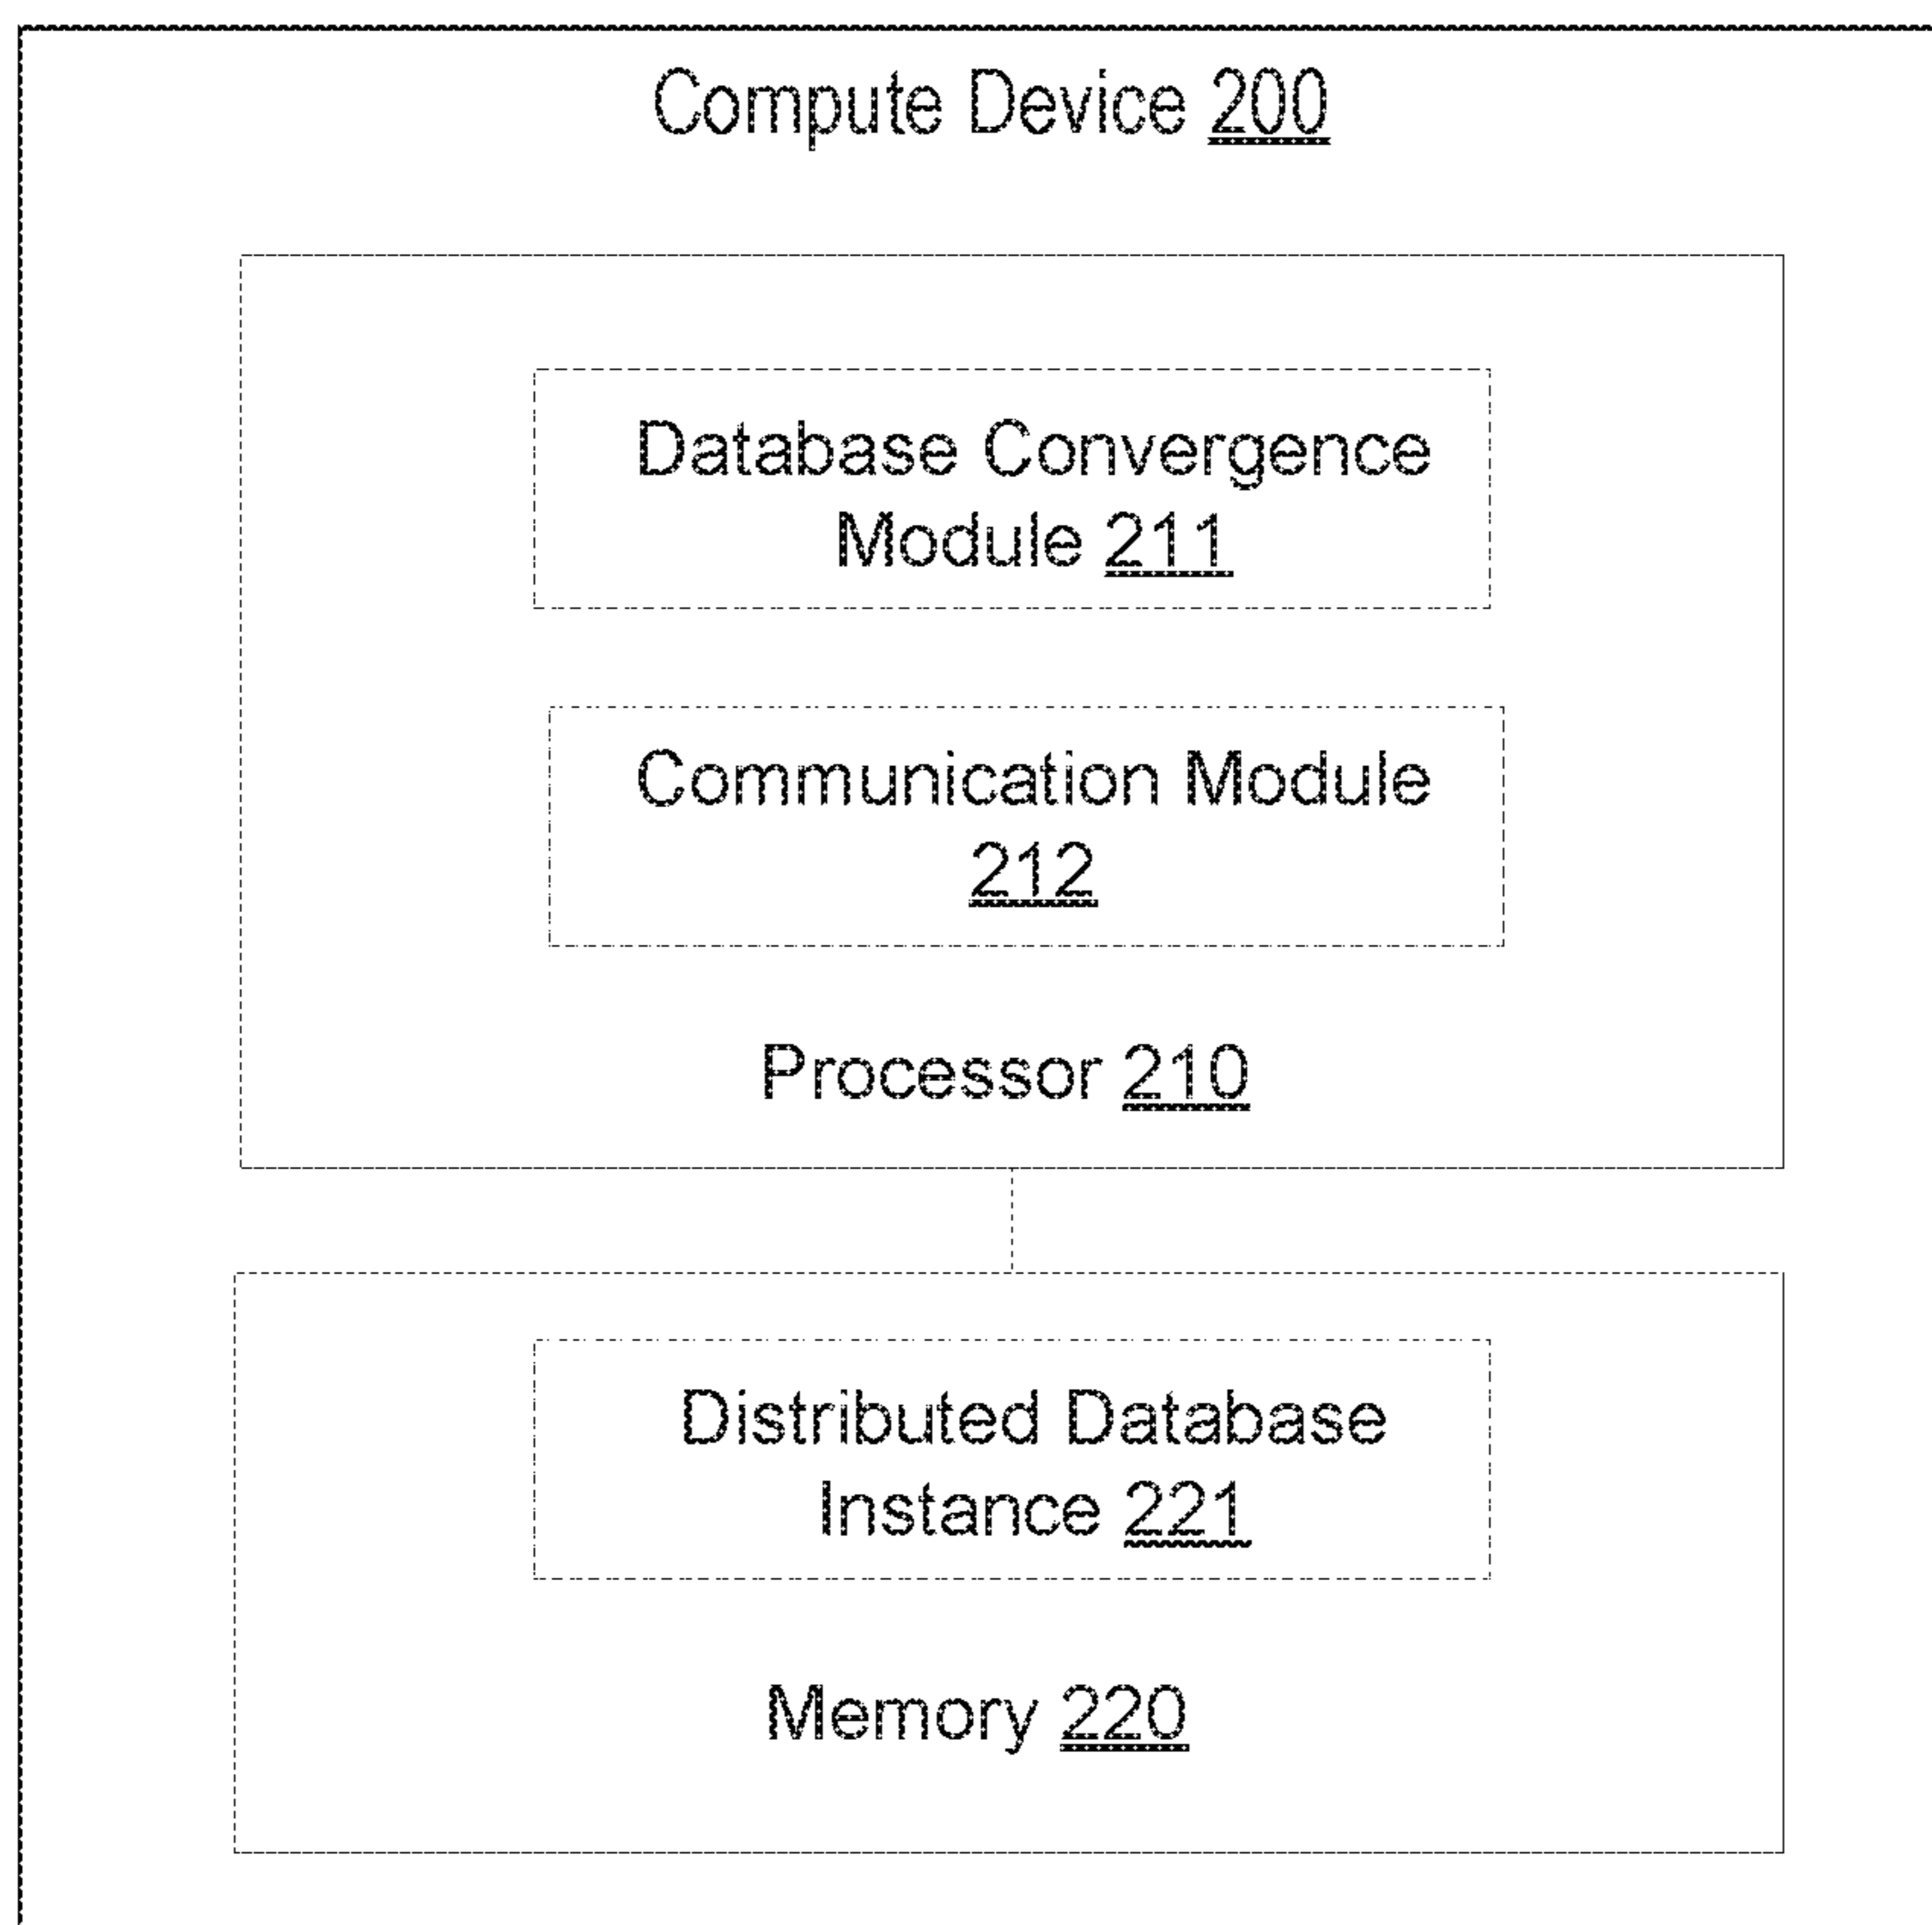 Compute Device 200
Database Convergence
Module 211
Communication Module
212
Processor 210
Distributed Database
Instance 221
Memory 220